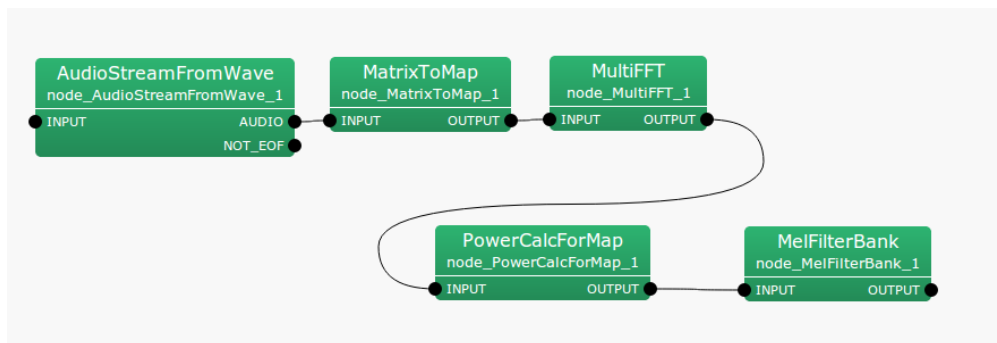 AudioStreamFromWave
node_AudioStreamFromWave_1
INPUT AUDIO
NOT_EOF
MatrixToMap
node_MatrixToMap_1
INPUT OUTPUT
MultiFFT
node_MultiFFT_1
INPUT OUTPUT
PowerCalcForMap
node_PowerCalcForMap_1
INPUT OUTPUT
MelFilterBank
node_MelFilterBank_1
INPUT OUTPUT